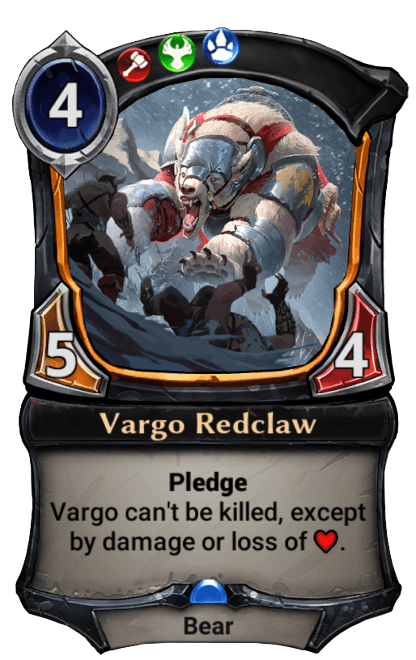 4
5
4
Vargo Redclaw
Pledge
Vargo can't be killed, except
by damage or loss of ❤.
Bear